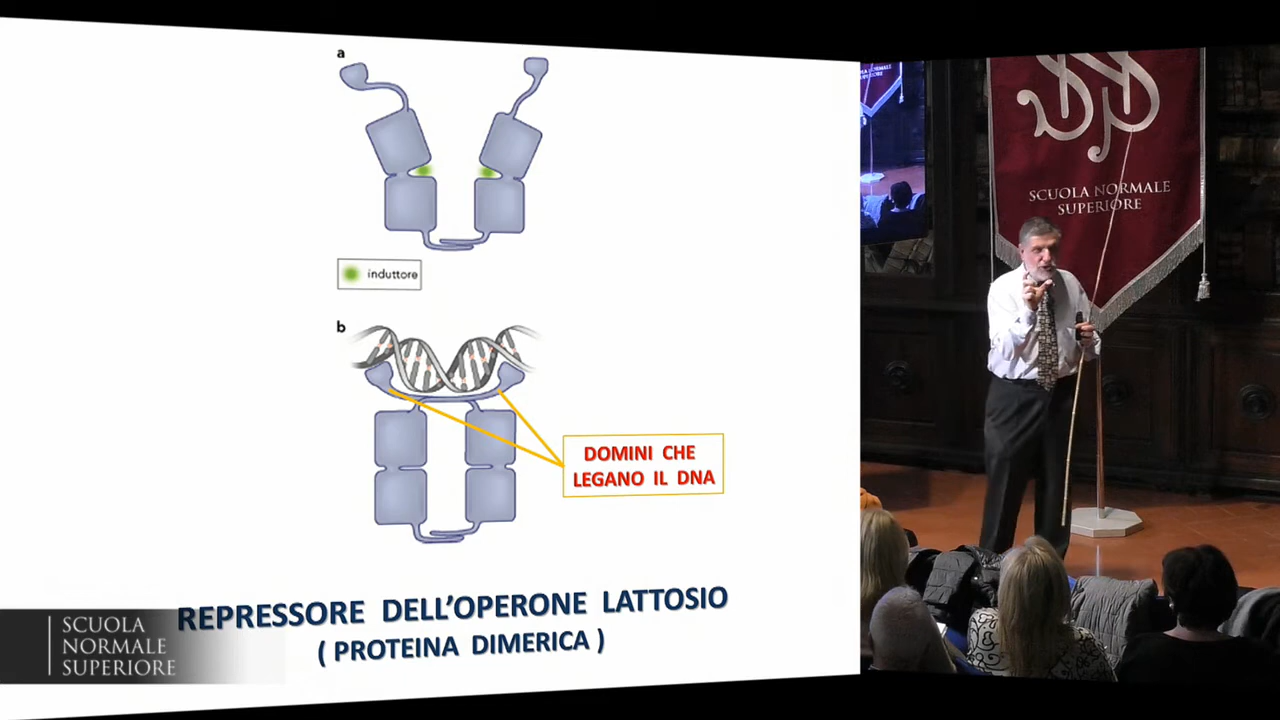 a
induttore
b
DOMINI CHE
LEGANO IL DNA
REPRESSORE DELL'OPERONE LATTOSIO
( PROTEINA DIMERICA )
SCUOLA
NORMALE
SUPERIORE
SCUOLA NORMALE
SUPERIORE